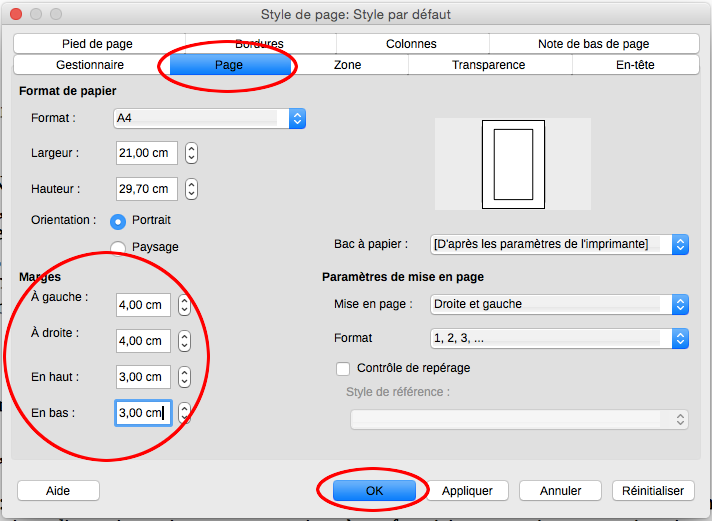 Style de page: Style par défaut
Pied de page Bordures Colonnes Note de bas de page
Gestionnaire Page Zone Transparence En-tête
Format de papier
Format : A4
Largeur : 21,00 cm
Hauteur : 29,70 cm
Orientation : Portrait
Paysage
Bac à papier : [D'après les paramètres de l'imprimante]
Marges
À gauche : 4,00 cm
À droite : 4,00 cm
En haut : 3,00 cm
En bas : 3,00 cm
Paramètres de mise en page
Mise en page : Droite et gauche
Format 1, 2, 3, ...
Contrôle de repérage
Style de référence :
Aide OK Appliquer Annuler Réinitialiser